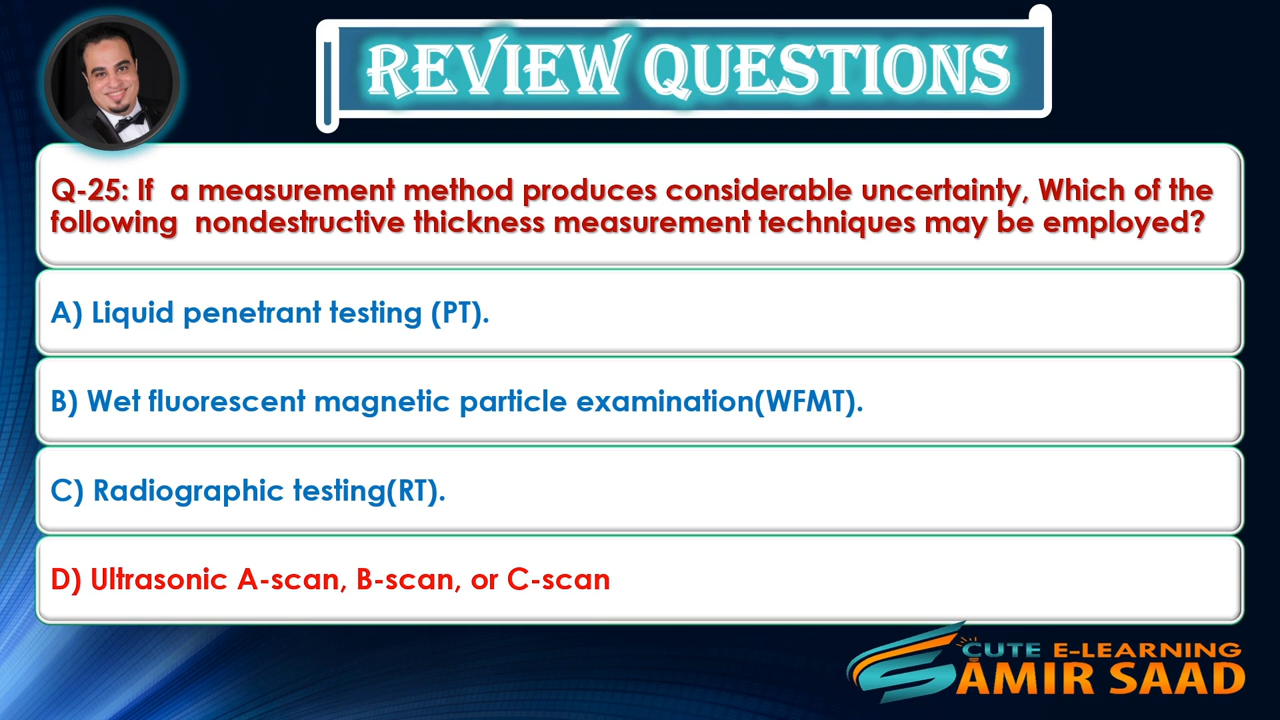 REVIEW QUESTIONS
Q-25: If a measurement method produces considerable uncertainty, Which of the
following nondestructive thickness measurement techniques may be employed?
A) Liquid penetrant testing (PT).
B) Wet fluorescent magnetic particle examination(WFMT).
C) Radiographic testing(RT).
D) Ultrasonic A-scan, B-scan, or C-scan
CUTE E-LEARNING
AMIR SAAD